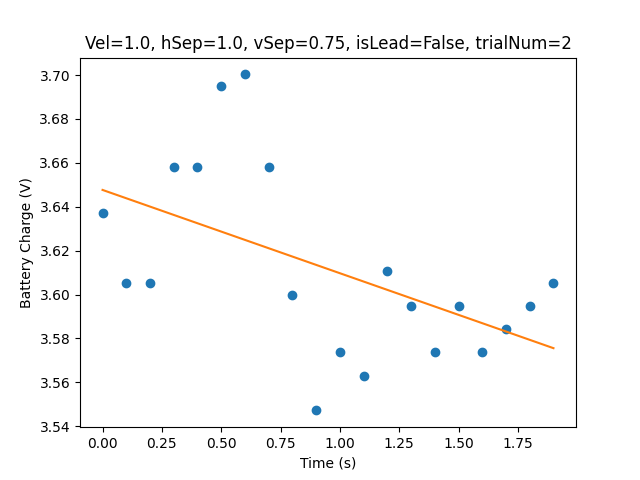 Vel=1.0, hSep=1.0, vSep=0.75, isLead=False, trialNum=2
3.70
3.68
3.66
3.64
3.62
3.60
3.58
3.56
3.54
Battery Charge (V)
0.00 0.25 0.50 0.75 1.00 1.25 1.50 1.75
Time (s)